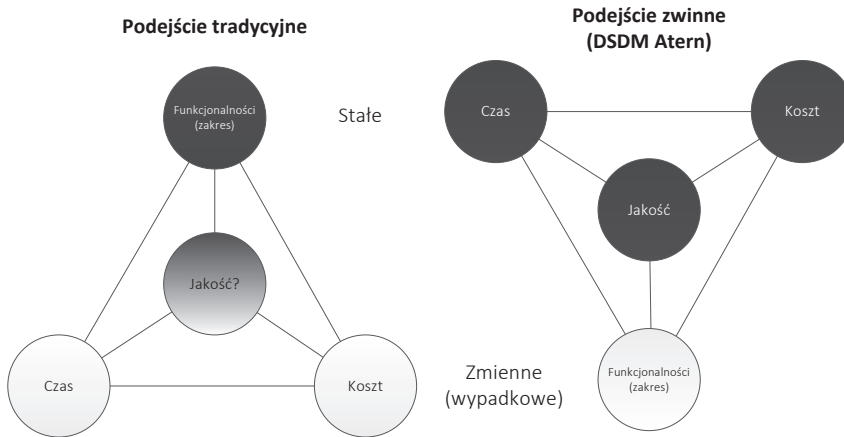 Podejście tradycyjne
Funkcjonalności
(zakres)
Stałe
Jakość?
Czas
Koszt
Podejście zwinne
(DSDM Atern)
Czas
Koszt
Jakość
Zmienne
(wypadkowe)
Funkcjonalności
(zakres)